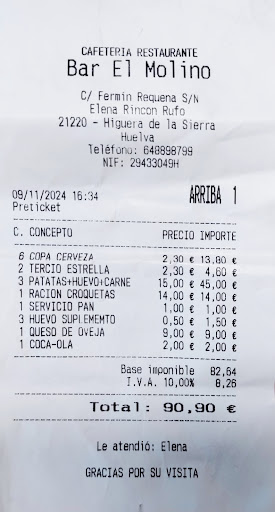 CAFETERIA RESTAURANTE
Bar El Molino
C/ Fermin Requena S/N
Elena Rincon Rufo
21220 - Higuera de la Sierra
Huelva
Teléfono: 640898799
NIF: 29433049H
09/11/2024 16:34 ARRIBA 1
Preticket
C. CONCEPTO PRECIO IMPORTE
6 COPA CERVEZA 2,30 € 13,80 €
2 TERCIO ESTRELLA 2,30 € 4,60 €
3 PATATAS+HUEVO+CARNE 15,00 € 45,00 €
1 RACION CROQUETAS 14,00 € 14,00 €
1 SERVICIO PAN 1,00 € 1,00 €
3 HUEVO SUPLEMEMTO 0,50 € 1,50 €
1 QUESO DE OVEJA 9,00 € 9,00 €
1 COCA-OLA 2,00 € 2,00 €
Base imponible 82,64
I.V.A. 10,00% 8,26
Total: 90,90 €
Le atendió: Elena
GRACIAS POR SU VISITA